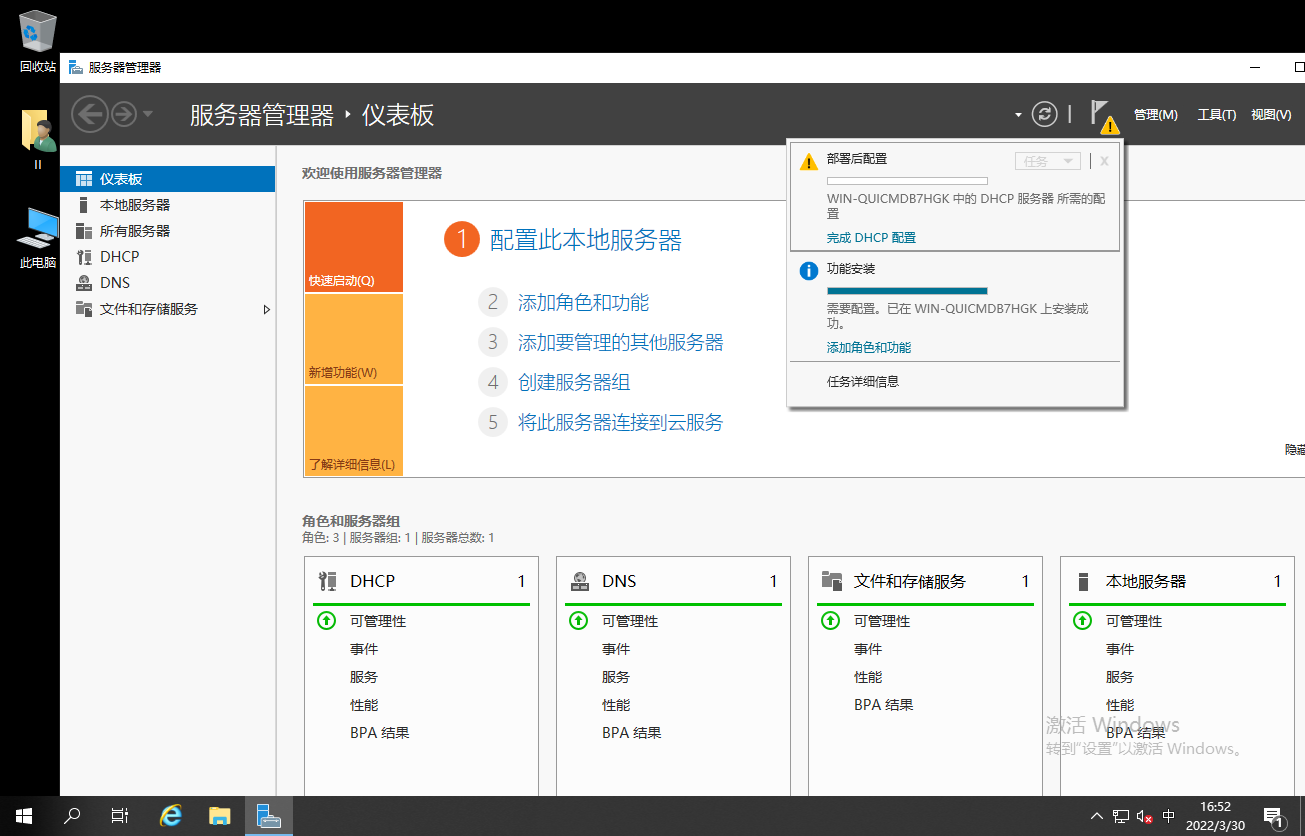 回收站
II
此电脑
服务器管理器
服务器管理器 ‣ 仪表板
管理(M) 工具(T) 视图(V)
仪表板
本地服务器
所有服务器
DHCP
DNS
文件和存储服务
欢迎使用服务器管理器
快速启动(Q)
新增功能(W)
了解详细信息(L)
1 配置此本地服务器
2 添加角色和功能
3 添加要管理的其他服务器
4 创建服务器组
5 将此服务器连接到云服务
部署后配置
任务
X
WIN-QUICMDB7HGK 中的 DHCP 服务器 所需的配
置
完成 DHCP 配置
功能安装
需要配置。已在 WIN-QUICMDB7HGK 上安装成
功。
添加角色和功能
任务详细信息
隐藏
角色和服务器组
角色: 3 | 服务器组: 1 | 服务器总数: 1
DHCP 1
可管理性
事件
服务
性能
BPA 结果
DNS 1
可管理性
事件
服务
性能
BPA 结果
文件和存储服务 1
可管理性
事件
性能
BPA 结果
本地服务器 1
可管理性
事件
服务
性能
BPA 结果
激活 Windows
转到"设置"以激活 Windows。
中
16:52
2022/3/30
1